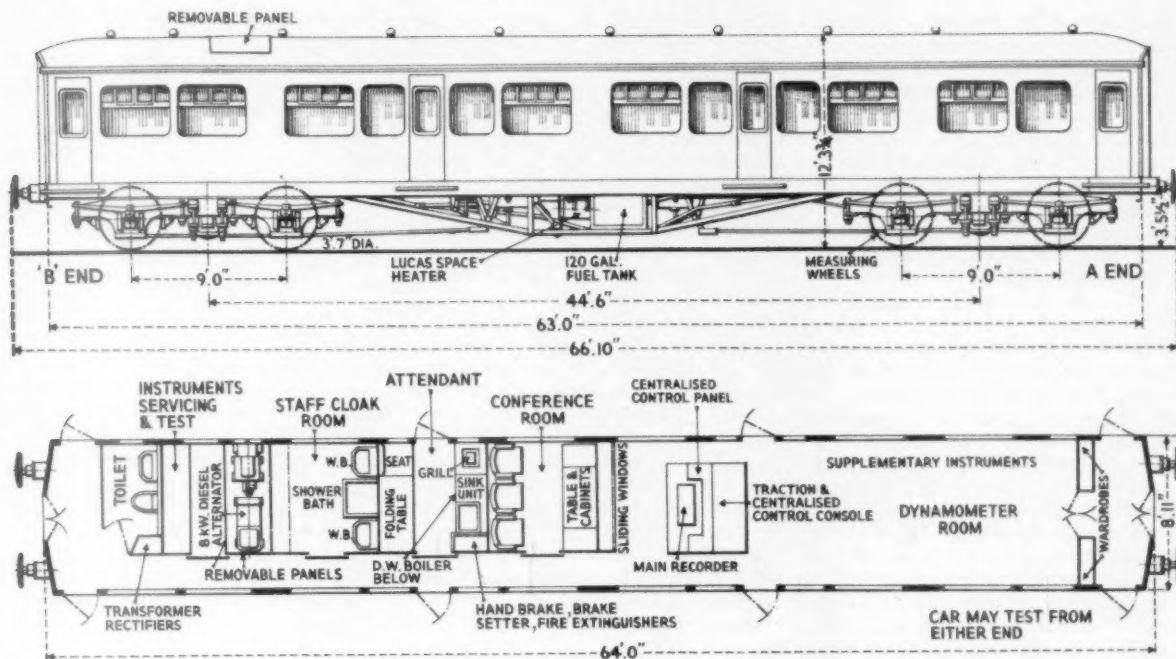 REMOVABLE PANEL
12'.3¾"
3'.5½"
3'.7" DIA.
LUCAS SPACE
HEATER
120 GAL.
FUEL TANK
MEASURING
WHEELS
'B' END
9'.0"
9'.0"
A END
44'.6"
63'.0"
66'.10"
INSTRUMENTS
SERVICING
& TEST
STAFF CLOAK
ROOM
ATTENDANT
CONFERENCE
ROOM
CENTRALISED
CONTROL PANEL
TOILET
8 KW. DIESEL
ALTERNATOR
W.B.
SHOWER
BATH
W.B.
SEAT
FOLDING
TABLE
GRILL
SINK
UNIT
TABLE &
CABINETS
SLIDING WINDOWS
TRACTION &
CENTRALISED
CONTROL CONSOLE
SUPPLEMENTARY INSTRUMENTS
DYNAMOMETER
ROOM
WARDROBES
8'.11"
REMOVABLE PANELS
D.W. BOILER
BELOW
MAIN RECORDER
TRANSFORMER
RECTIFIERS
HAND BRAKE, BRAKE
SETTER, FIRE EXTINGUISHERS
CAR MAY TEST FROM
EITHER END
64'.0"